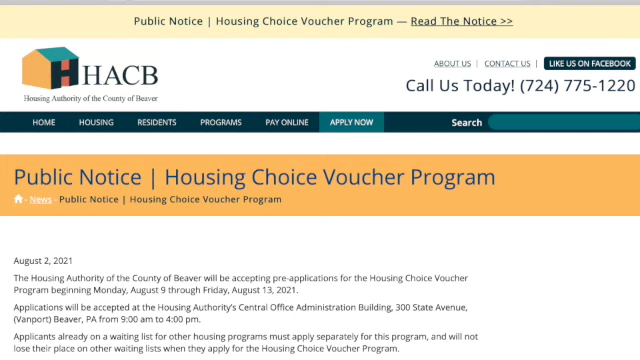 Public Notice | Housing Choice Voucher Program — Read The Notice >>
HACB
Housing Authority of the County of Beaver
ABOUT US | CONTACT US | LIKE US ON FACEBOOK
Call Us Today! (724) 775-1220
HOME HOUSING RESIDENTS PROGRAMS PAY ONLINE APPLY NOW Search
Public Notice | Housing Choice Voucher Program
- News - Public Notice | Housing Choice Voucher Program
August 2, 2021
The Housing Authority of the County of Beaver will be accepting pre-applications for the Housing Choice Voucher
Program beginning Monday, August 9 through Friday, August 13, 2021.
Applications will be accepted at the Housing Authority's Central Office Administration Building, 300 State Avenue,
(Vanport) Beaver, PA from 9:00 am to 4:00 pm.
Applicants already on a waiting list for other housing programs must apply separately for this program, and will not
lose their place on other waiting lists when they apply for the Housing Choice Voucher Program.